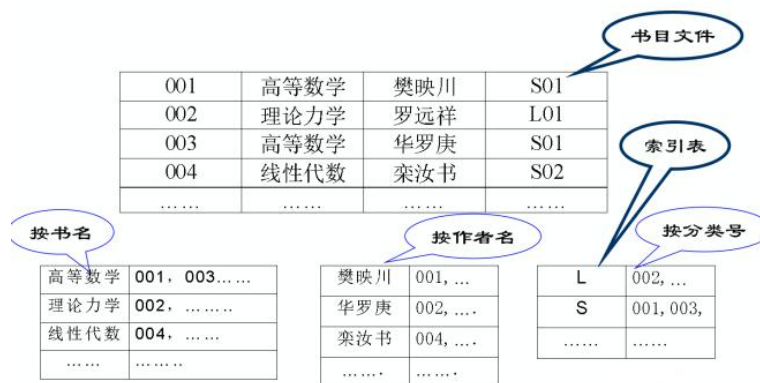 书目文件
001 高等数学 樊映川 S01
002 理论力学 罗远祥 L01
003 高等数学 华罗庚 S01
004 线性代数 栾汝书 S02
…… …… …… ……
索引表
按书名
按作者名
按分类号
高等数学 001，003……
理论力学 002，……..
线性代数 004，……
…… ……..
樊映川 001,…
华罗庚 002,….
栾汝书 004,….
……. …….
L 002,…
S 001,003,
…… ……